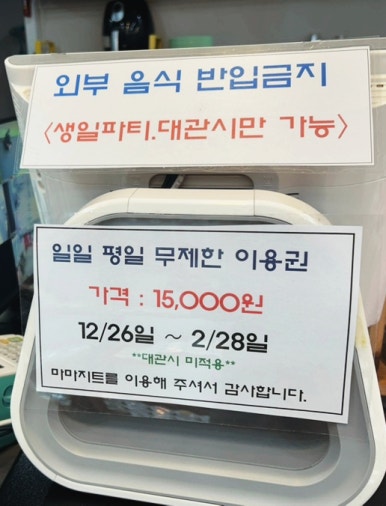 외부 음식 반입금지
<생일파티.대관시만 가능>
일일 평일 무제한 이용권
가격 : 15,000원
12/26일 ~ 2/28일
**대관시 미적용**
마마지트를 이용해 주셔서 감사합니다.